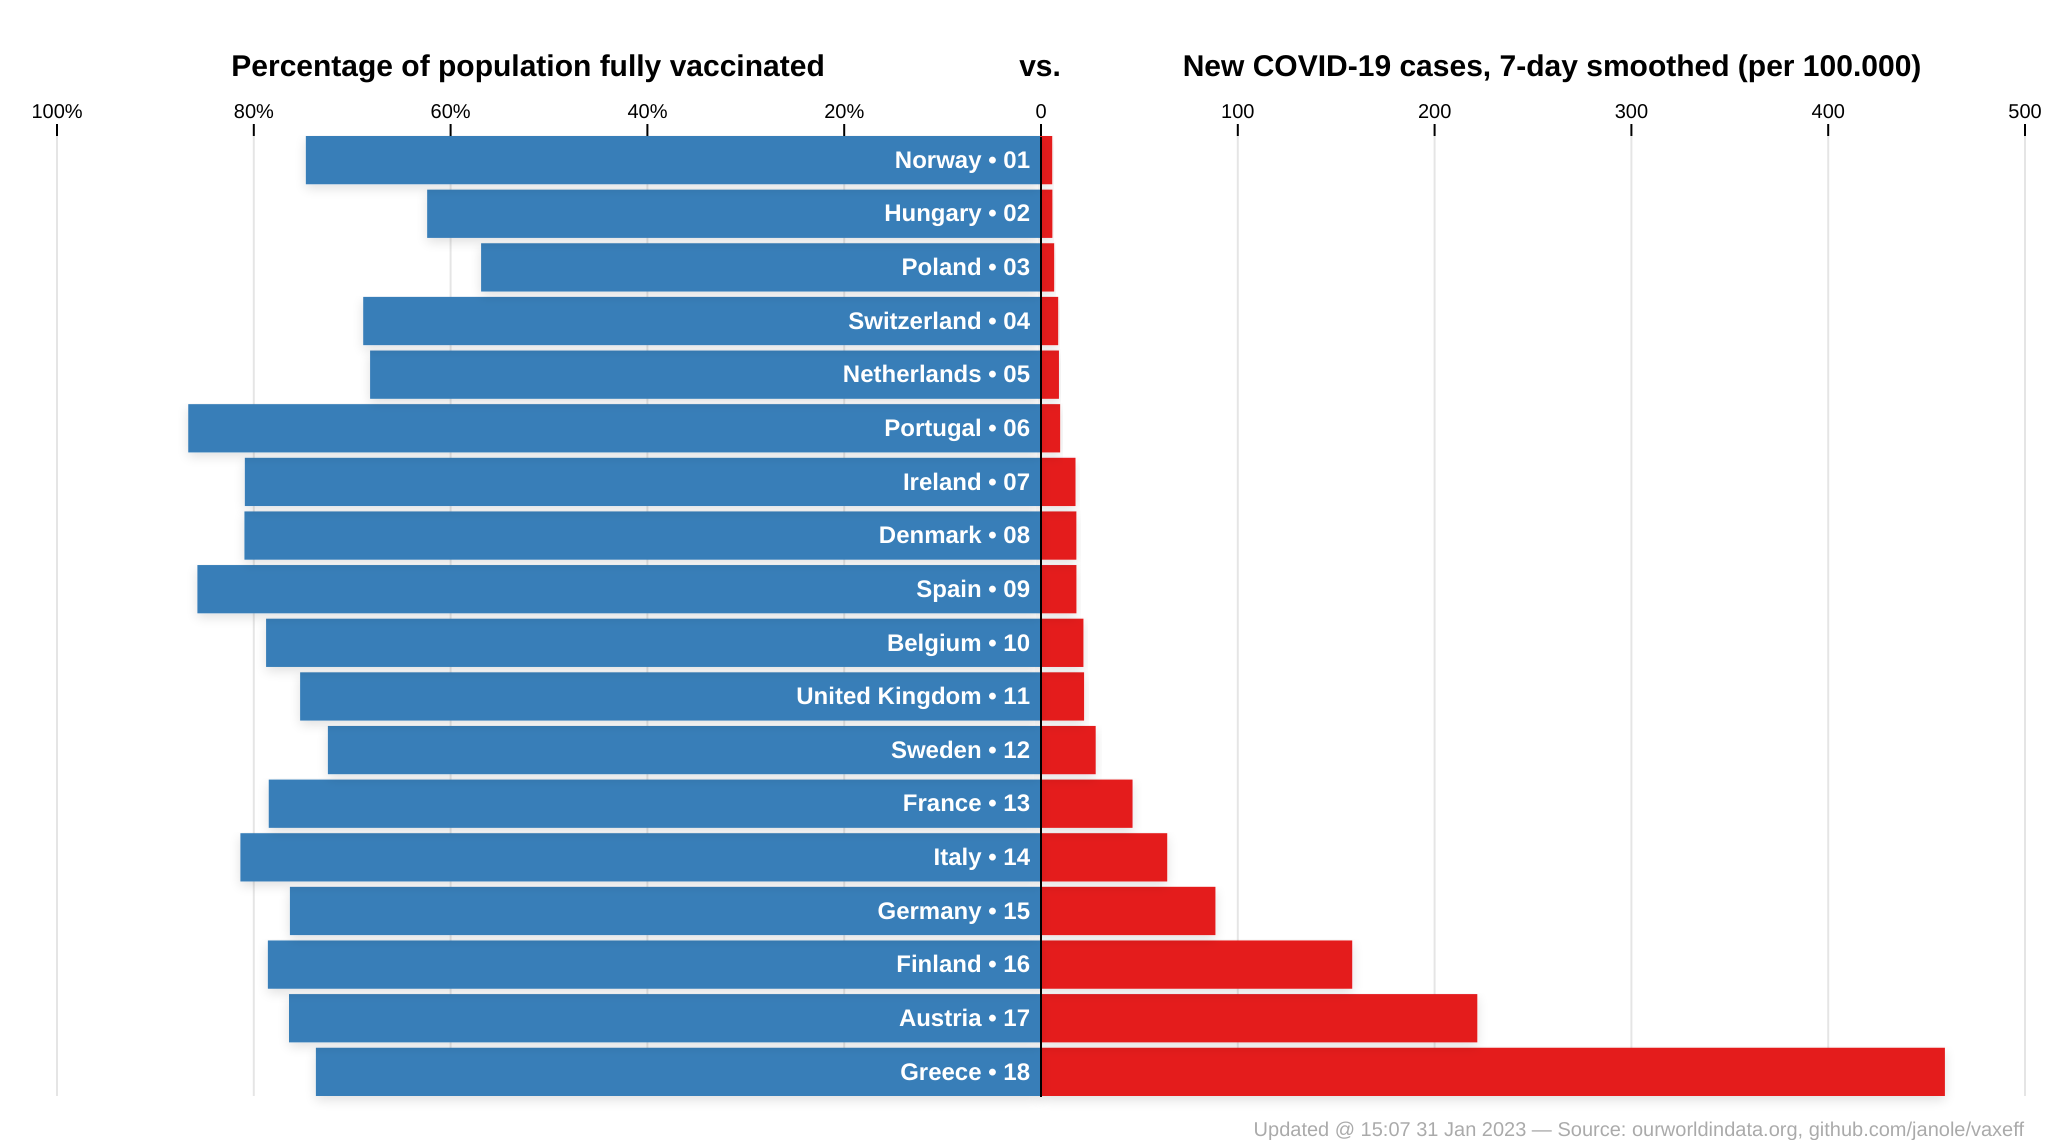 Percentage of population fully vaccinated vs. New COVID-19 cases, 7-day smoothed (per 100.000)
100% 80% 60% 40% 20% 0 100 200 300 400 500
Norway • 01
Hungary • 02
Poland • 03
Switzerland • 04
Netherlands • 05
Portugal • 06
Ireland • 07
Denmark • 08
Spain • 09
Belgium • 10
United Kingdom • 11
Sweden • 12
France • 13
Italy • 14
Germany • 15
Finland • 16
Austria • 17
Greece • 18
Updated @ 15:07 31 Jan 2023 — Source: ourworldindata.org, github.com/janole/vaxeff